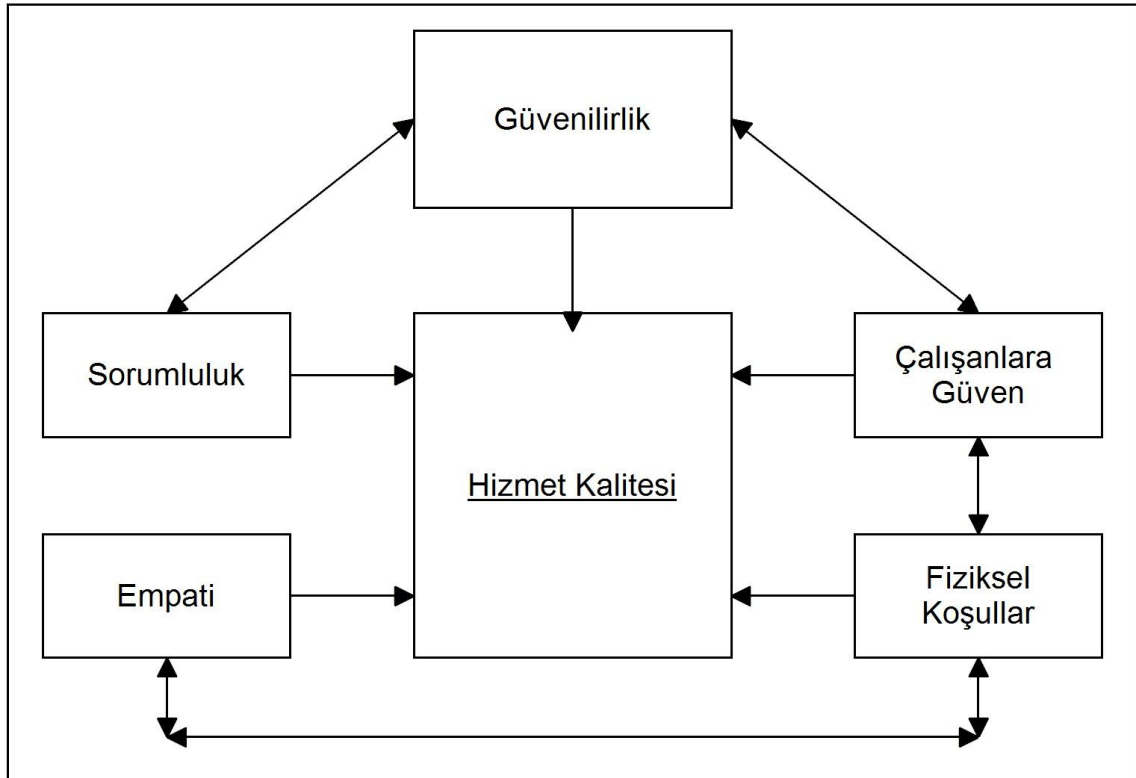 Güvenilirlik
Sorumluluk
Çalışanlara
Güven
Hizmet Kalitesi
Empati
Fiziksel
Koşullar